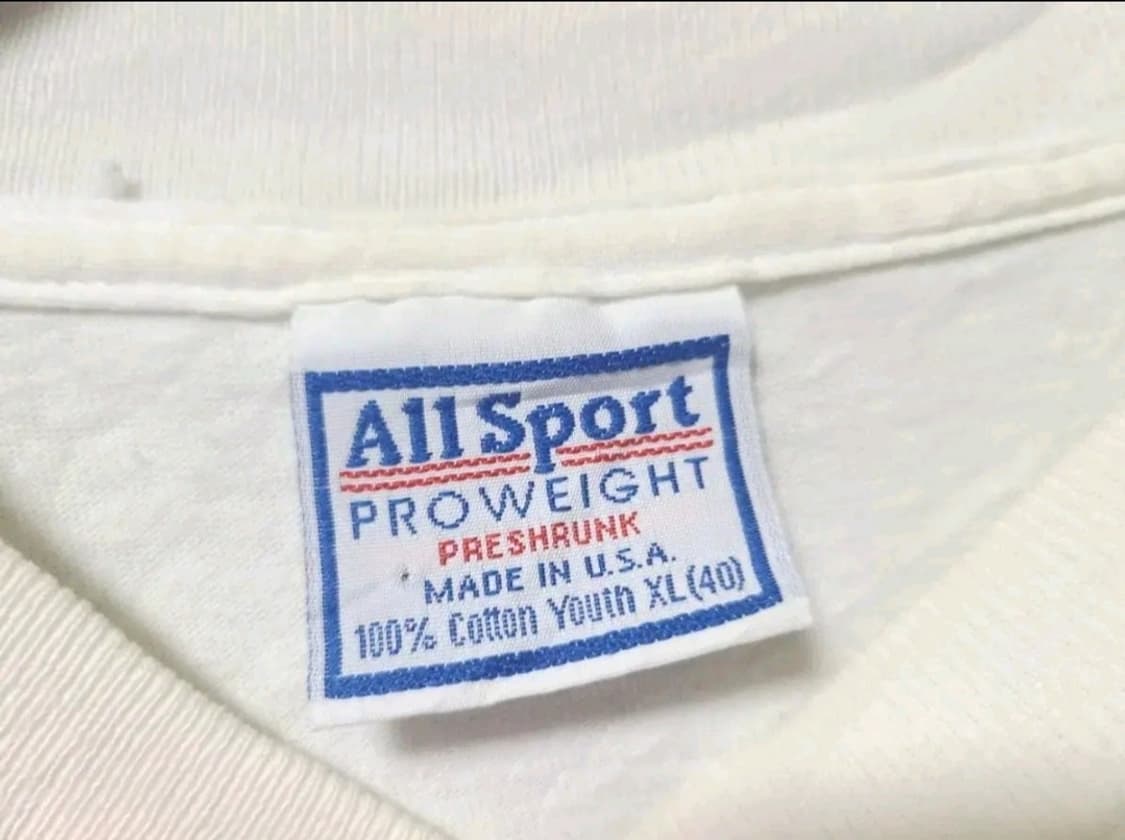 All Sport
PROWEIGHT
PRESHRUNK
MADE IN U.S.A.
100% Cotton Youth XL(40)